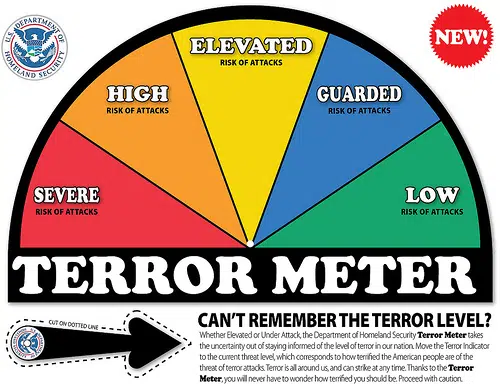 U.S. DEPARTMENT OF HOMELAND SECURITY
NEW!
ELEVATED
RISK OF ATTACKS
HIGH
RISK OF ATTACKS
GUARDED
RISK OF ATTACKS
SEVERE
RISK OF ATTACKS
LOW
RISK OF ATTACKS
TERROR METER
CUT ON DOTTED LINE
CAN'T REMEMBER THE TERROR LEVEL?
Whether Elevated or Under Attack, the Department of Homeland Security Terror Meter takes
the uncertainty out of staying informed of the level of terror in our nation. Move the Terror Indicator
to the current threat level, which corresponds to how terrified the American people are of the
threat of terror attacks. Terror is all around us, and can strike at any time. Thanks to the Terror
Meter, you will never have to wonder how terrified you should be. Proceed with caution.